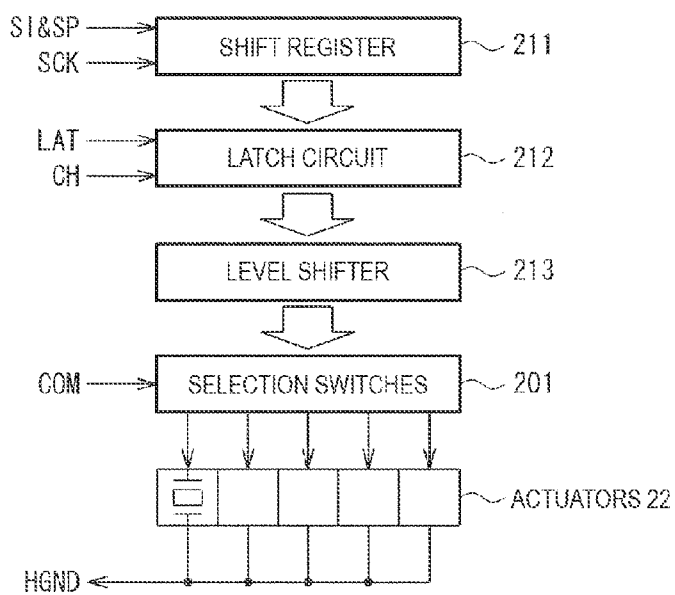 SI&SP
SHIFT REGISTER
211
SCK
LAT
LATCH CIRCUIT
212
CH
LEVEL SHIFTER
213
COM
SELECTION SWITCHES
201
ACTUATORS 22
HGND